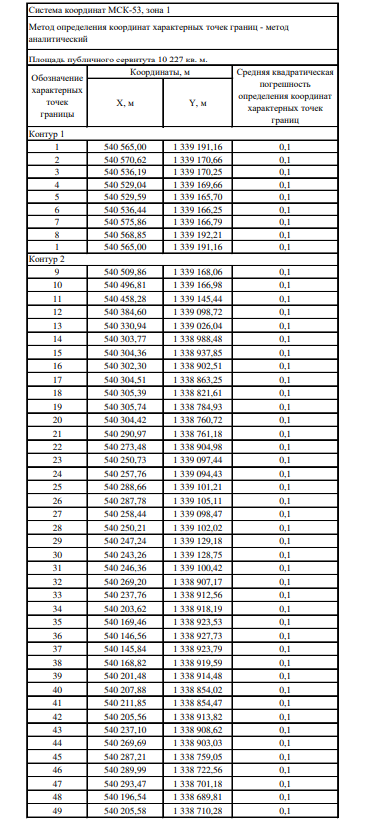 Система координат МСК-53, зона 1
Метод определения координат характерных точек границ - метод
аналитический
Площадь публичного сервитута 10 227 кв. м.
Обозначение характерных точек границы
Координаты, м
X, м
Y, м
Средняя квадратическая погрешность определения координат характерных точек границ
Контур 1
1 540 565,00 1 339 191,16 0,1
2 540 570,62 1 339 170,66 0,1
3 540 536,19 1 339 170,25 0,1
4 540 529,04 1 339 169,66 0,1
5 540 529,59 1 339 165,70 0,1
6 540 536,44 1 339 166,25 0,1
7 540 575,86 1 339 166,79 0,1
8 540 568,85 1 339 192,21 0,1
1 540 565,00 1 339 191,16 0,1
Контур 2
9 540 509,86 1 339 168,06 0,1
10 540 496,81 1 339 166,98 0,1
11 540 458,28 1 339 145,44 0,1
12 540 384,60 1 339 098,72 0,1
13 540 330,94 1 339 026,04 0,1
14 540 303,77 1 338 988,48 0,1
15 540 304,36 1 338 937,85 0,1
16 540 302,30 1 338 902,51 0,1
17 540 304,51 1 338 863,25 0,1
18 540 305,39 1 338 821,61 0,1
19 540 305,74 1 338 784,93 0,1
20 540 304,42 1 338 760,72 0,1
21 540 290,97 1 338 761,18 0,1
22 540 273,48 1 338 904,98 0,1
23 540 250,73 1 339 097,44 0,1
24 540 257,76 1 339 094,43 0,1
25 540 288,66 1 339 101,21 0,1
26 540 287,78 1 339 105,11 0,1
27 540 258,44 1 339 098,47 0,1
28 540 250,21 1 339 102,02 0,1
29 540 247,24 1 339 129,18 0,1
30 540 243,26 1 339 128,75 0,1
31 540 246,36 1 339 100,42 0,1
32 540 269,20 1 338 907,17 0,1
33 540 237,76 1 338 912,56 0,1
34 540 203,62 1 338 918,19 0,1
35 540 169,46 1 338 923,53 0,1
36 540 146,56 1 338 927,73 0,1
37 540 145,84 1 338 923,79 0,1
38 540 168,82 1 338 919,59 0,1
39 540 201,48 1 338 914,48 0,1
40 540 207,88 1 338 854,02 0,1
41 540 211,85 1 338 854,47 0,1
42 540 205,56 1 338 913,82 0,1
43 540 237,10 1 338 908,62 0,1
44 540 269,69 1 338 903,03 0,1
45 540 287,21 1 338 759,05 0,1
46 540 289,99 1 338 722,56 0,1
47 540 293,47 1 338 701,18 0,1
48 540 196,54 1 338 689,81 0,1
49 540 205,58 1 338 710,28 0,1